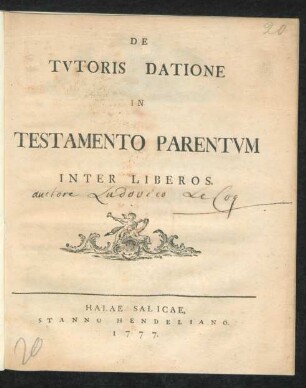 20
DE
TVTORIS DATIONE
IN
TESTAMENTO PARENTVM
INTER LIBEROS.
auctore Ludovico Le Coq
HALAE SALICAE,
STANNO HENDELIANO.
1777.
20